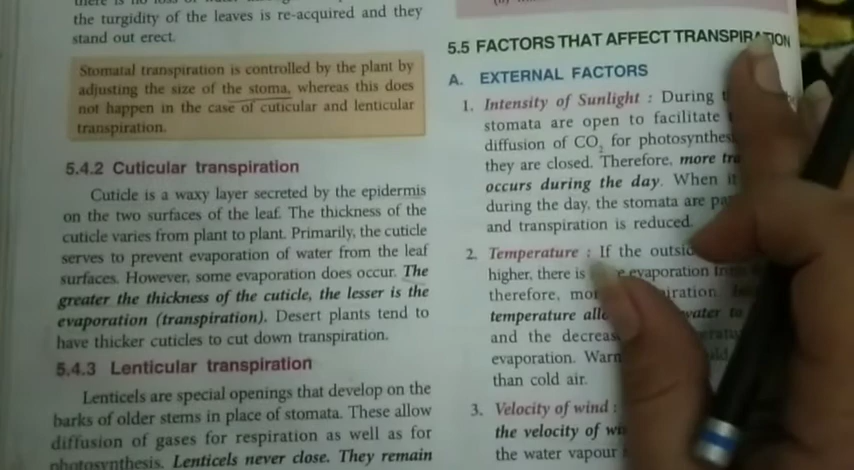 the turgidity of the leaves is re-acquired and they
stand out erect.
Stomatal transpiration is controlled by the plant by
adjusting the size of the stoma, whereas this does
not happen in the case of cuticular and lenticular
transpiration.
5.4.2 Cuticular transpiration
Cuticle is a waxy layer secreted by the epidermis
on the two surfaces of the leaf. The thickness of the
cuticle varies from plant to plant. Primarily, the cuticle
serves to prevent evaporation of water from the leaf
surfaces. However, some evaporation does occur. The
greater the thickness of the cuticle, the lesser is the
evaporation (transpiration). Desert plants tend to
have thicker cuticles to cut down transpiration.
5.4.3 Lenticular transpiration
Lenticels are special openings that develop on the
barks of older stems in place of stomata. These allow
diffusion of gases for respiration as well as for
photosynthesis. Lenticels never close. They remain
5.5 FACTORS THAT AFFECT TRANSPIRATION
A. EXTERNAL FACTORS
1. Intensity of Sunlight : During
stomata are open to facilitate
diffusion of CO₂ for
they are closed. Therefore, more
occurs during the day. When it
during the day, the stomata are
and transpiration is reduced.
2. Temperature : If the
higher, there is evaporation
therefore,
temperature water to
and the
evaporation.
than cold air.
3. Velocity of wind :
the velocity of
the water vapour